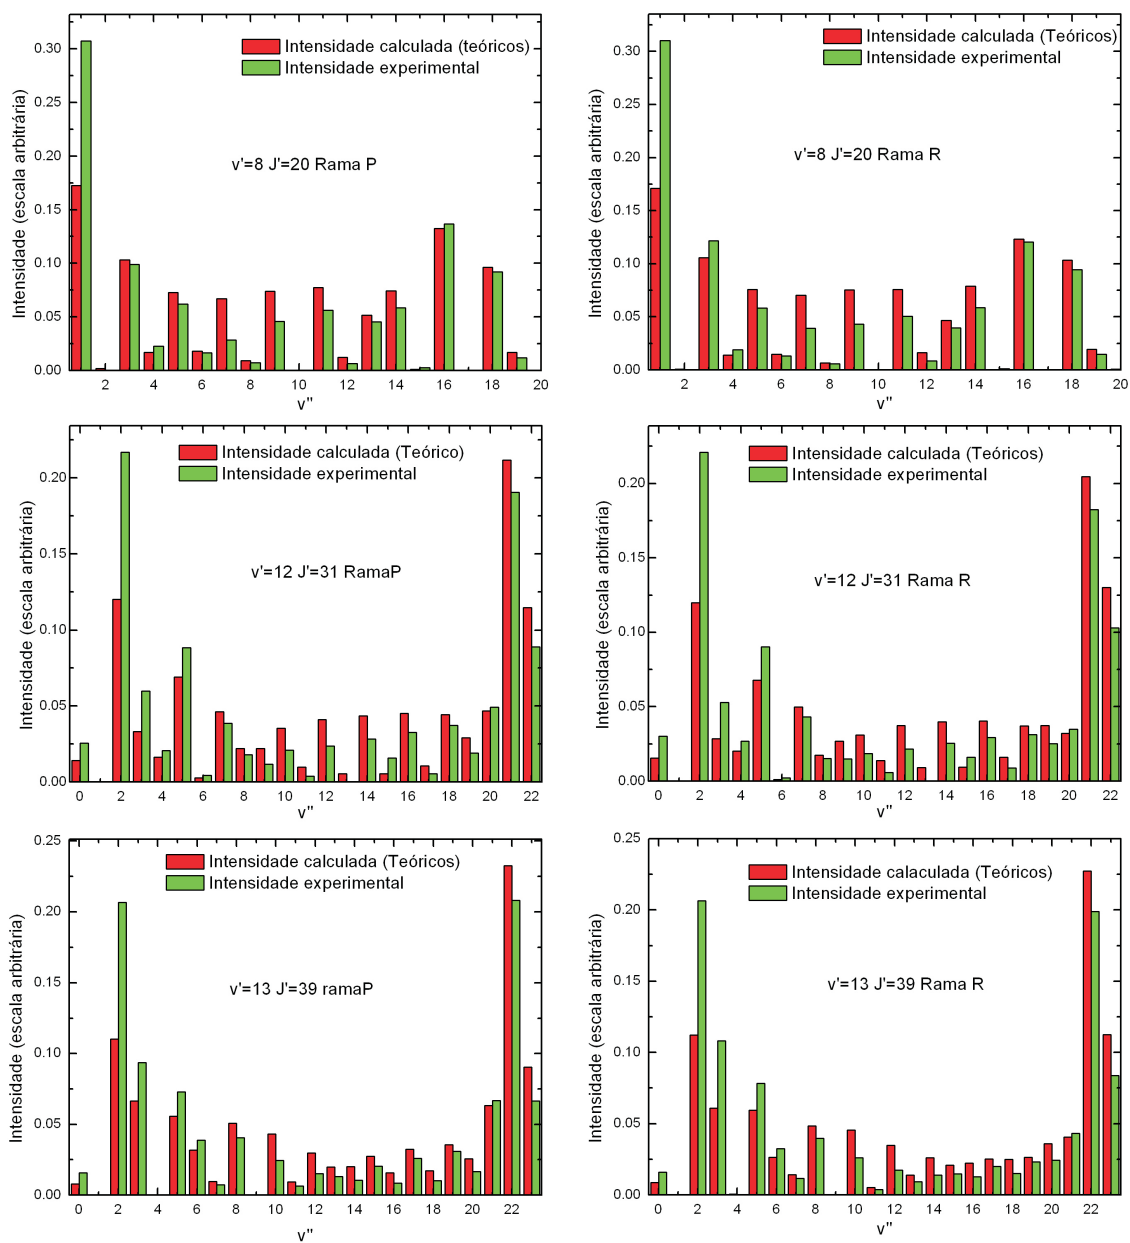 Intensidade calculada (teóricos)
Intensidade experimental
v'=8 J'=20 Rama P
Intensidade (escala arbitrária)
0.30
0.25
0.20
0.15
0.10
0.05
0.00
2 4 6 8 10 12 14 16 18 20
v''
Intensidade calculada (Teóricos)
Intensidade experimental
v'=8 J'=20 Rama R
Intensidade (escala arbitrária)
0.30
0.25
0.20
0.15
0.10
0.05
0.00
2 4 6 8 10 12 14 16 18 20
v''
Intensidade calculada (Teórico)
Intensidade experimental
v'=12 J'=31 RamaP
Intensidade (escala arbitrária)
0.20
0.15
0.10
0.05
0.00
0 2 4 6 8 10 12 14 16 18 20 22
v''
Intensidade calculada (Teóricos)
Intensidade experimental
v'=12 J'=31 Rama R
Intensidade (escala arbitrária)
0.20
0.15
0.10
0.05
0.00
0 2 4 6 8 10 12 14 16 18 20 22
v''
Intensidade calculada (Teóricos)
Intensidade experimental
v'=13 J'=39 ramaP
Intensidade (escala arbitrária)
0.25
0.20
0.15
0.10
0.05
0.00
0 2 4 6 8 10 12 14 16 18 20 22
v''
Intensidade calaculada (Teóricos)
Intensidade experimental
v'=13 J'=39 Rama R
Intensidade (escala arbitrária)
0.25
0.20
0.15
0.10
0.05
0.00
0 2 4 6 8 10 12 14 16 18 20 22
v''